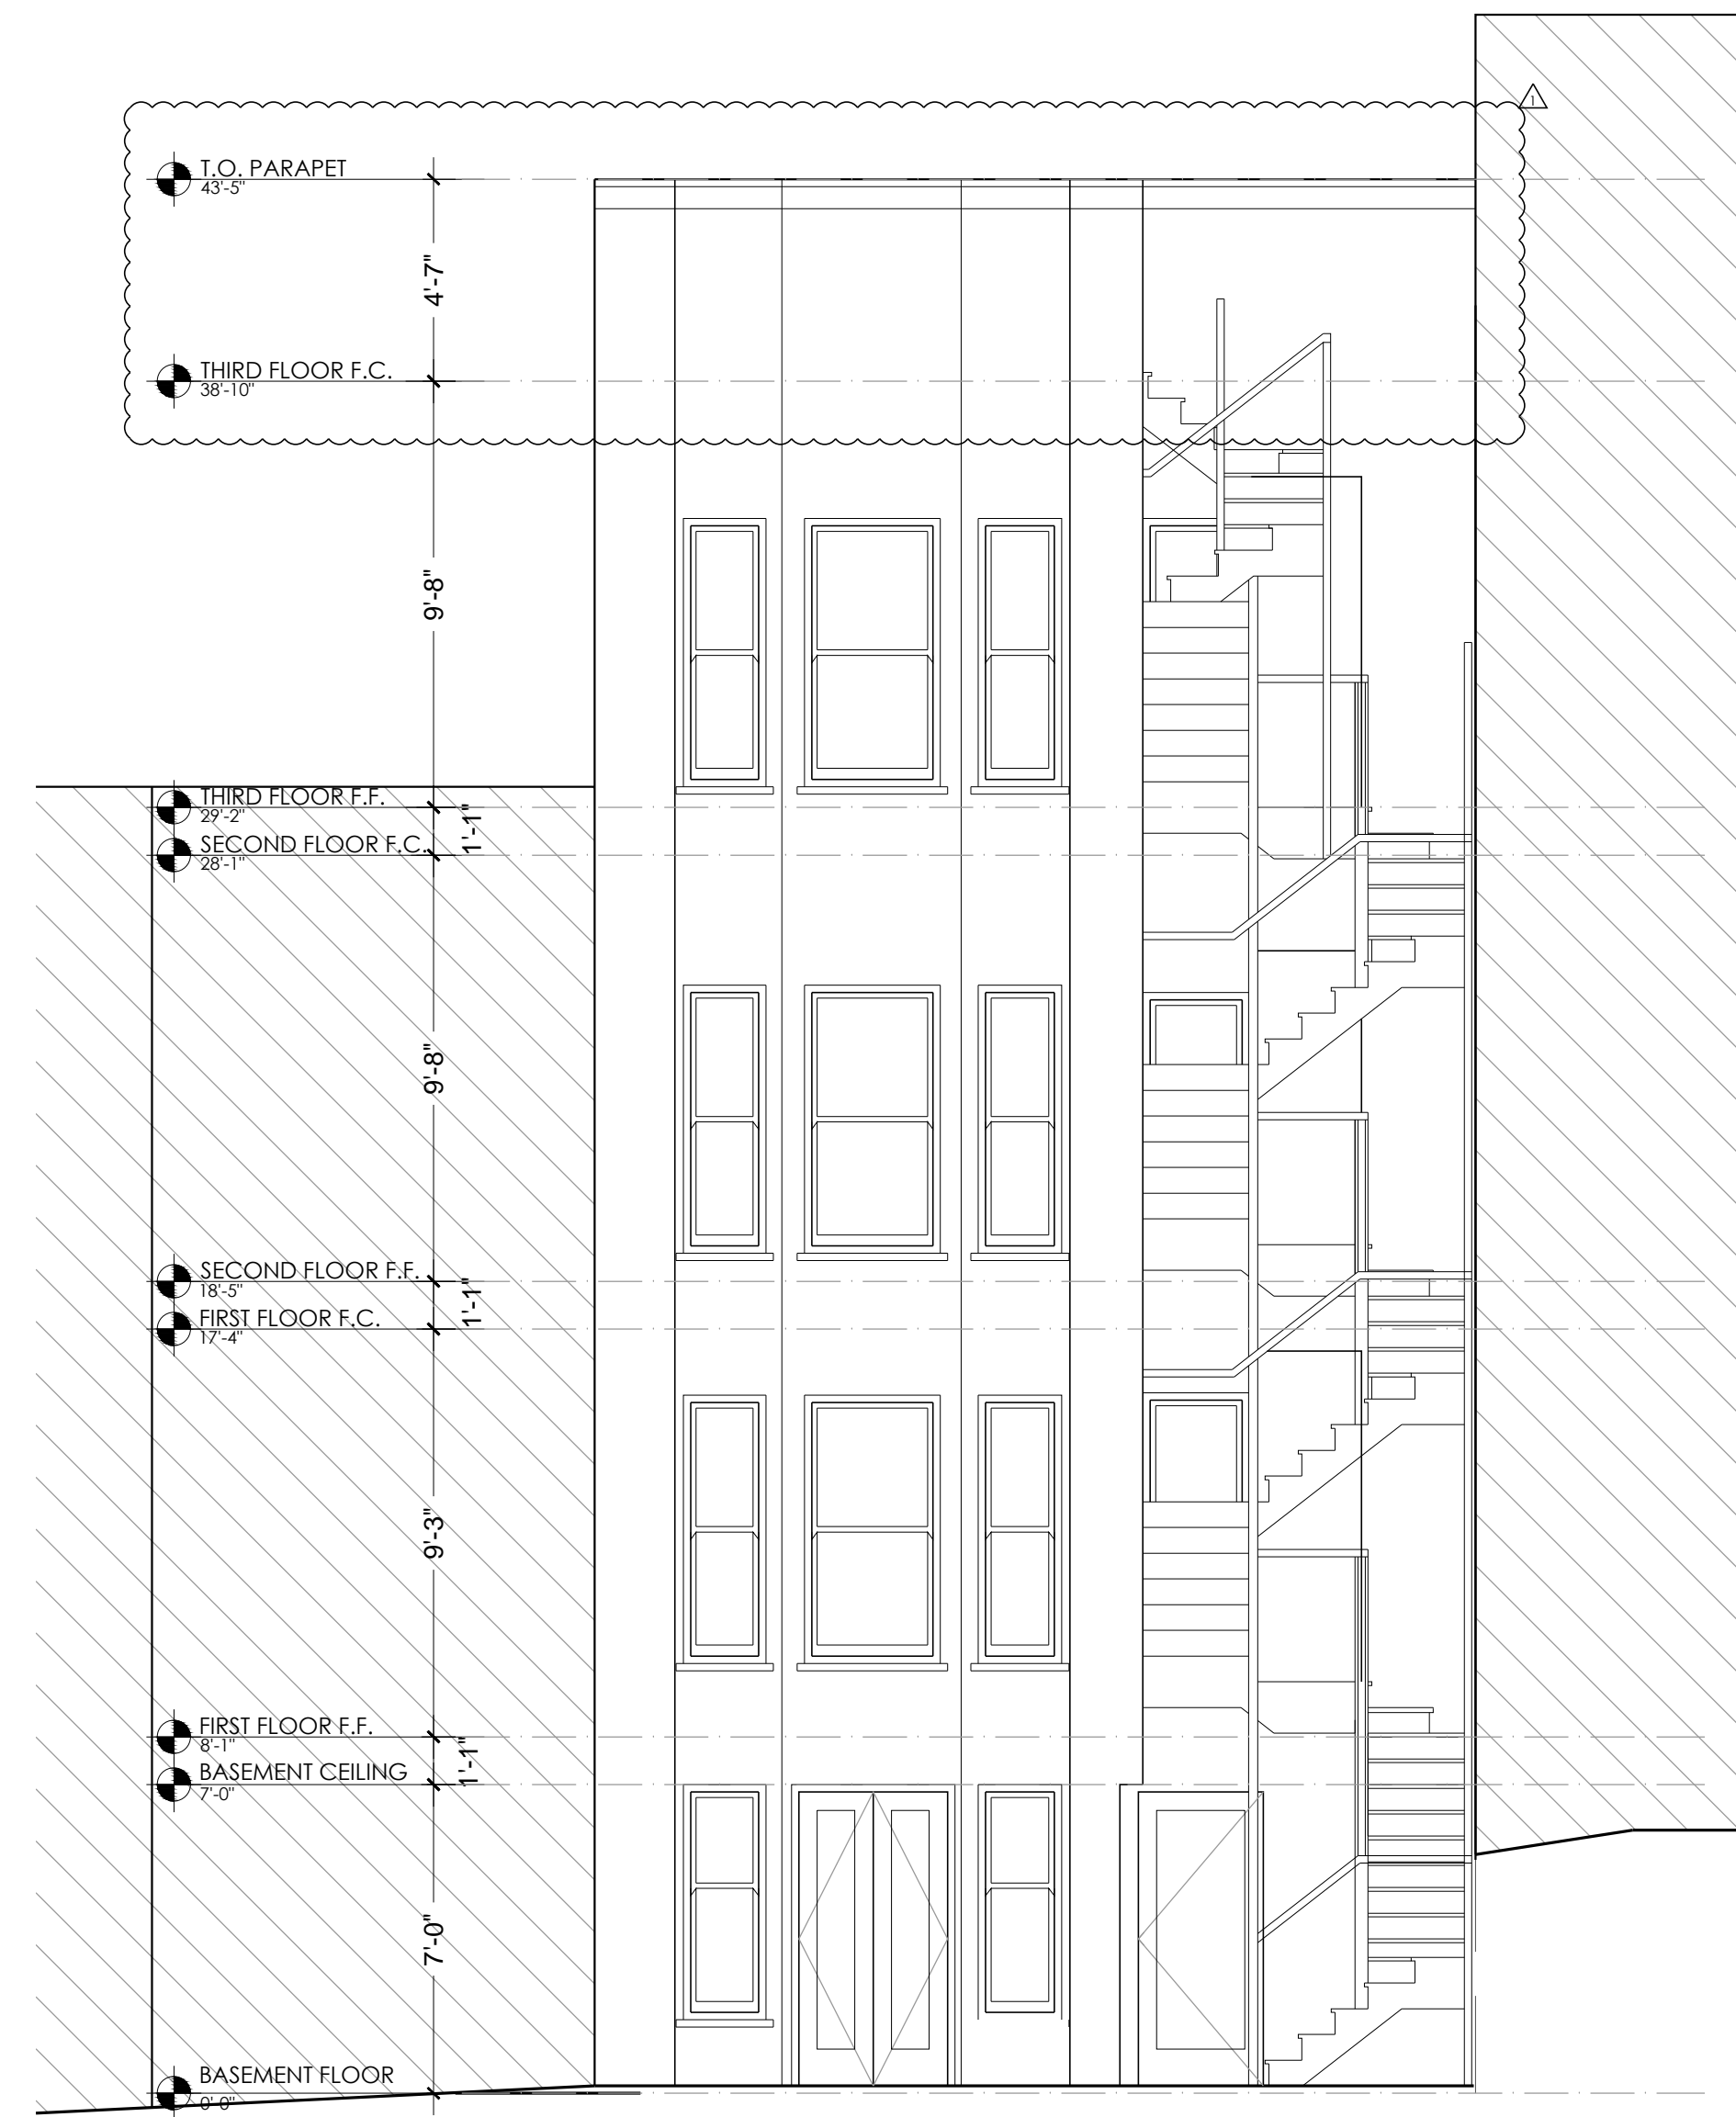 1
T.O. PARAPET
43'-5"
4'-7"
THIRD FLOOR F.C.
38'-10"
9'-8"
THIRD FLOOR F.F.
29'-2"
1'-1"
SECOND FLOOR F.C.
28'-1"
9'-8"
SECOND FLOOR F.F.
18'-5"
1'-1"
FIRST FLOOR F.C.
17'-4"
9'-3"
FIRST FLOOR F.F.
8'-1"
1'-1"
BASEMENT CEILING
7'-0"
7'-0"
BASEMENT FLOOR
0'-0"